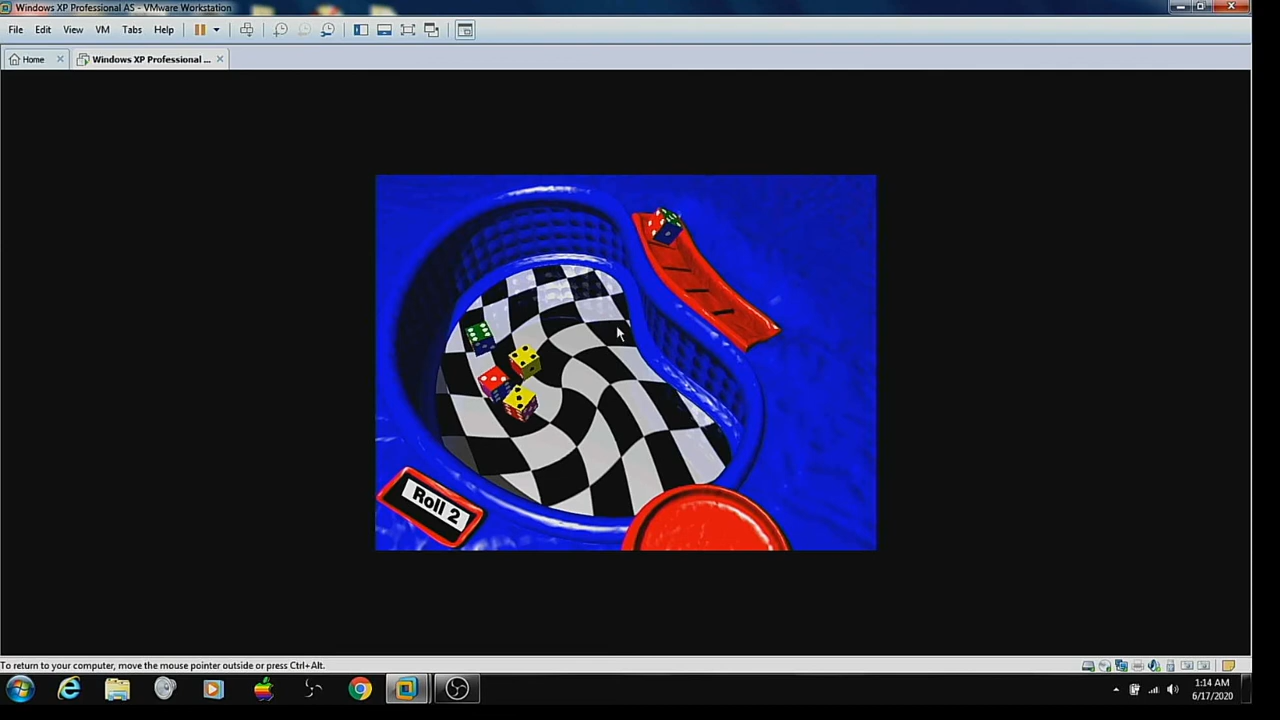 Windows XP Professional AS - VMware Workstation
File Edit View VM Tabs Help
Home
Windows XP Professional ...
Roll 2
To return to your computer, move the mouse pointer outside or press Ctrl+Alt.
1:14 AM
6/17/2020